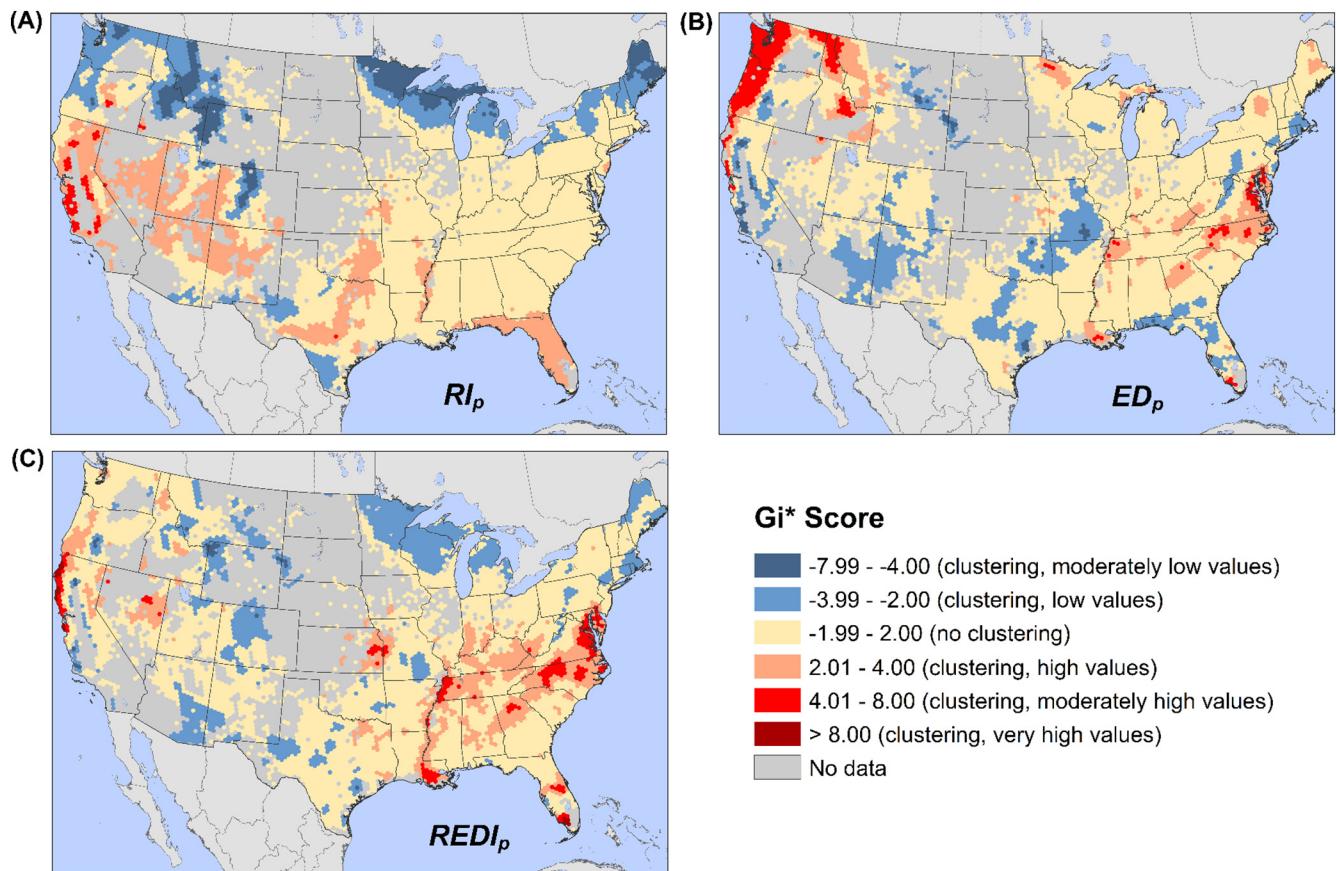 (A)
RIp
(B)
EDp
(C)
REDIp
Gi* Score
-7.99 - -4.00 (clustering, moderately low values)
-3.99 - -2.00 (clustering, low values)
-1.99 - 2.00 (no clustering)
2.01 - 4.00 (clustering, high values)
4.01 - 8.00 (clustering, moderately high values)
> 8.00 (clustering, very high values)
No data